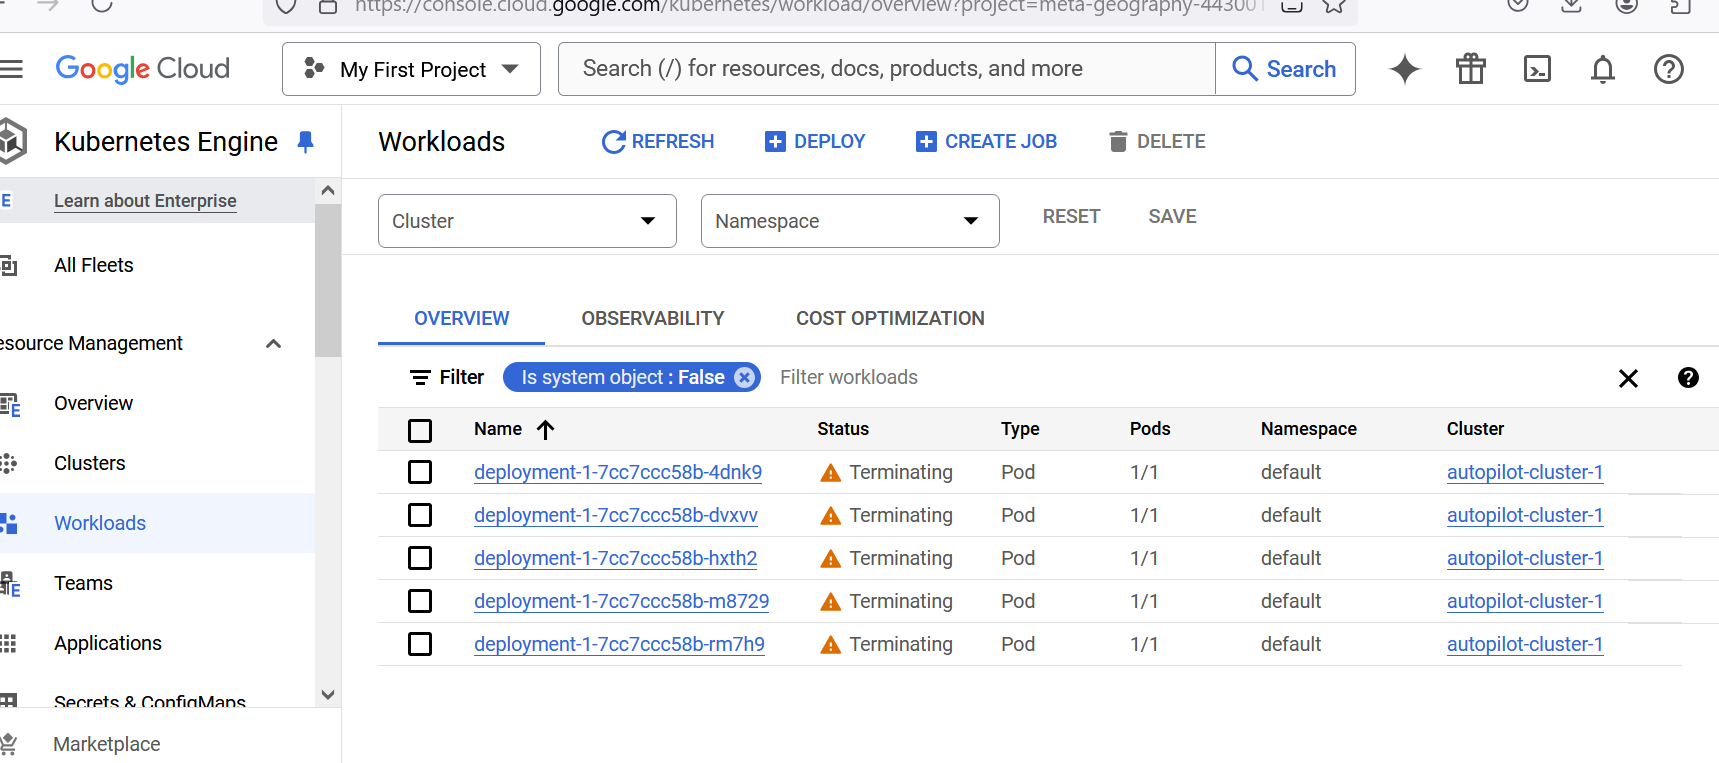 https://console.cloud.google.com/kubernetes/workload/overview?project=meta-geography-443001
Google Cloud
My First Project
Search (/) for resources, docs, products, and more
Search
Kubernetes Engine
Workloads
REFRESH
DEPLOY
CREATE JOB
DELETE
E
Learn about Enterprise
All Fleets
esource Management
Overview
Clusters
Workloads
Teams
Applications
Secrets & ConfigMaps
Marketplace
Cluster
Namespace
RESET
SAVE
OVERVIEW
OBSERVABILITY
COST OPTIMIZATION
Filter
Is system object : False
Filter workloads
Name Status Type Pods Namespace Cluster
deployment-1-7cc7ccc58b-4dnk9 Terminating Pod 1/1 default autopilot-cluster-1
deployment-1-7cc7ccc58b-dvxvv Terminating Pod 1/1 default autopilot-cluster-1
deployment-1-7cc7ccc58b-hxth2 Terminating Pod 1/1 default autopilot-cluster-1
deployment-1-7cc7ccc58b-m8729 Terminating Pod 1/1 default autopilot-cluster-1
deployment-1-7cc7ccc58b-rm7h9 Terminating Pod 1/1 default autopilot-cluster-1